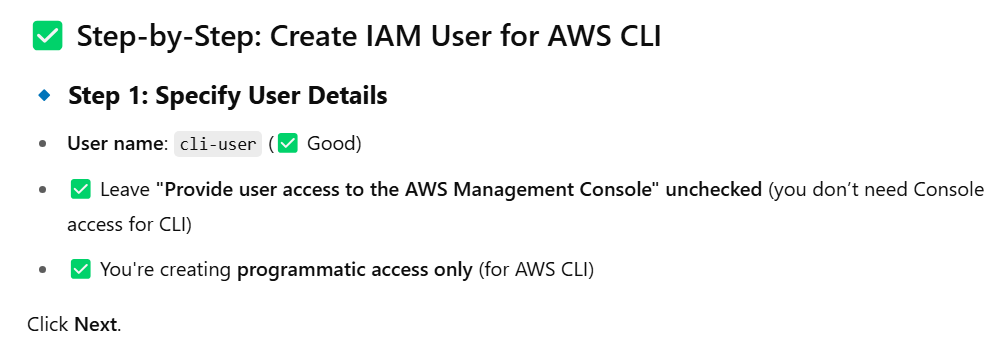 ✅ Step-by-Step: Create IAM User for AWS CLI
🔹 Step 1: Specify User Details
• User name: cli-user (✅ Good)
• ✅ Leave "Provide user access to the AWS Management Console" unchecked (you don’t need Console
access for CLI)
• ✅ You're creating programmatic access only (for AWS CLI)
Click Next.